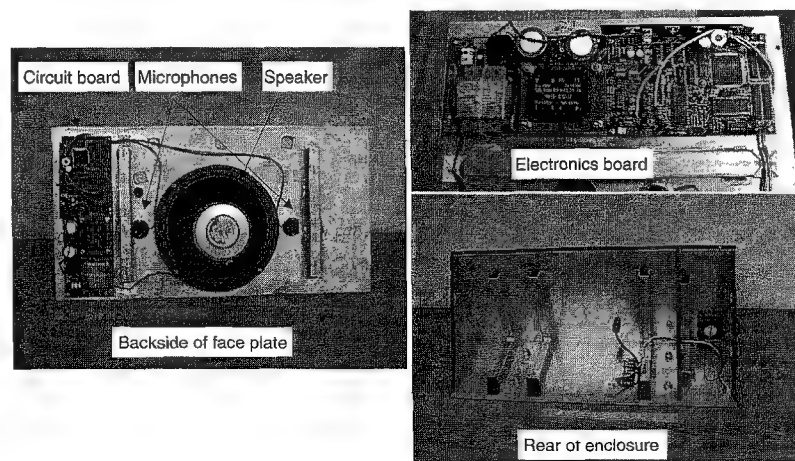 Circuit board
Microphones
Speaker
Backside of face plate
Electronics board
Rear of enclosure